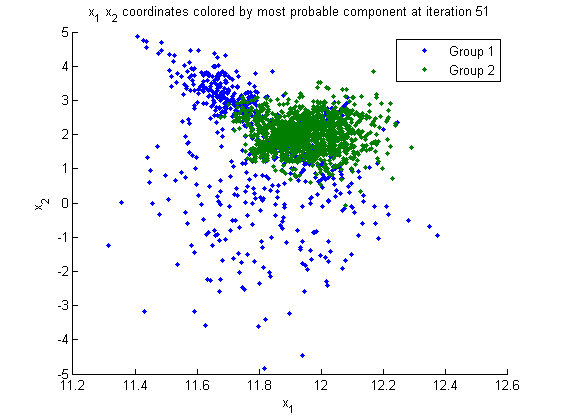 x1 x2 coordinates colored by most probable component at iteration 51
5
4
3
2
1
0
-1
-2
-3
-4
-5
x2
Group 1
Group 2
11.2 11.4 11.6 11.8 12 12.2 12.4 12.6
x1